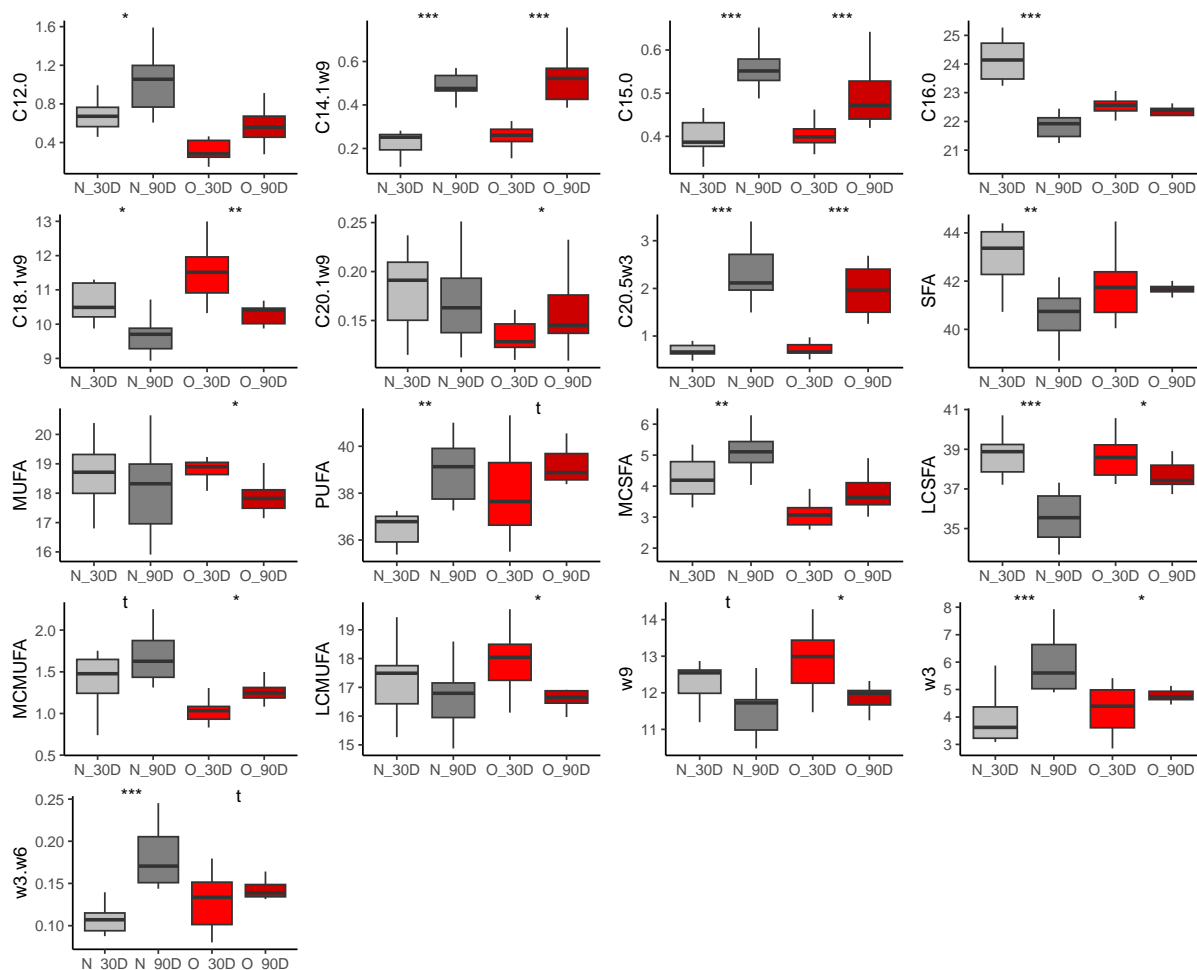 * *** *** *** *** ***
C12.0 C14.1w9 C15.0 C16.0
1.6 1.2 0.8 0.4
0.6 0.4 0.2
0.6 0.5 0.4
25 24 23 22 21
N_30D N_90D O_30D O_90D N_30D N_90D O_30D O_90D N_30D N_90D O_30D O_90D N_30D N_90D O_30D O_90D
* ** * *** *** **
C18.1w9 C20.1w9 C20.5w3 SFA
13 12 11 10 9
0.25 0.20 0.15
3 2 1
44 42 40
N_30D N_90D O_30D O_90D N_30D N_90D O_30D O_90D N_30D N_90D O_30D O_90D N_30D N_90D O_30D O_90D
* ** t ** *** *
MUFA PUFA MCSFA LCSFA
20 19 18 17 16
40 38 36
6 5 4 3 2
41 39 37 35
N_30D N_90D O_30D O_90D N_30D N_90D O_30D O_90D N_30D N_90D O_30D O_90D N_30D N_90D O_30D O_90D
t * * t * *** *
MCMUFA LCMUFA w9 w3
2.0 1.5 1.0 0.5
19 18 17 16 15
14 13 12 11
8 7 6 5 4 3
N_30D N_90D O_30D O_90D N_30D N_90D O_30D O_90D N_30D N_90D O_30D O_90D N_30D N_90D O_30D O_90D
*** t
w3.w6
0.25 0.20 0.15 0.10
N_30D N_90D O_30D O_90D